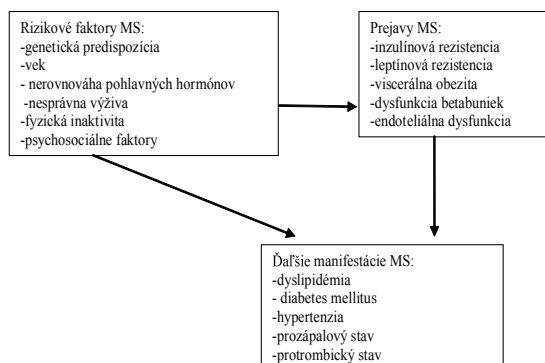 Rizikové faktory MS:
-genetická predispozícia
-vek
- nerovnováha pohlavných hormónov
-nesprávna výživa
-fyzická inaktivita
-psychosociálne faktory
Prejavy MS:
-inzulínová rezistencia
-leptínová rezistencia
-viscerálna obezita
-dysfunkcia betabuniek
-endoteliálna dysfunkcia
Ďaľšie manifestácie MS:
-dyslipidémia
- diabetes mellitus
-hypertenzia
-prozápalový stav
-protrombický stav